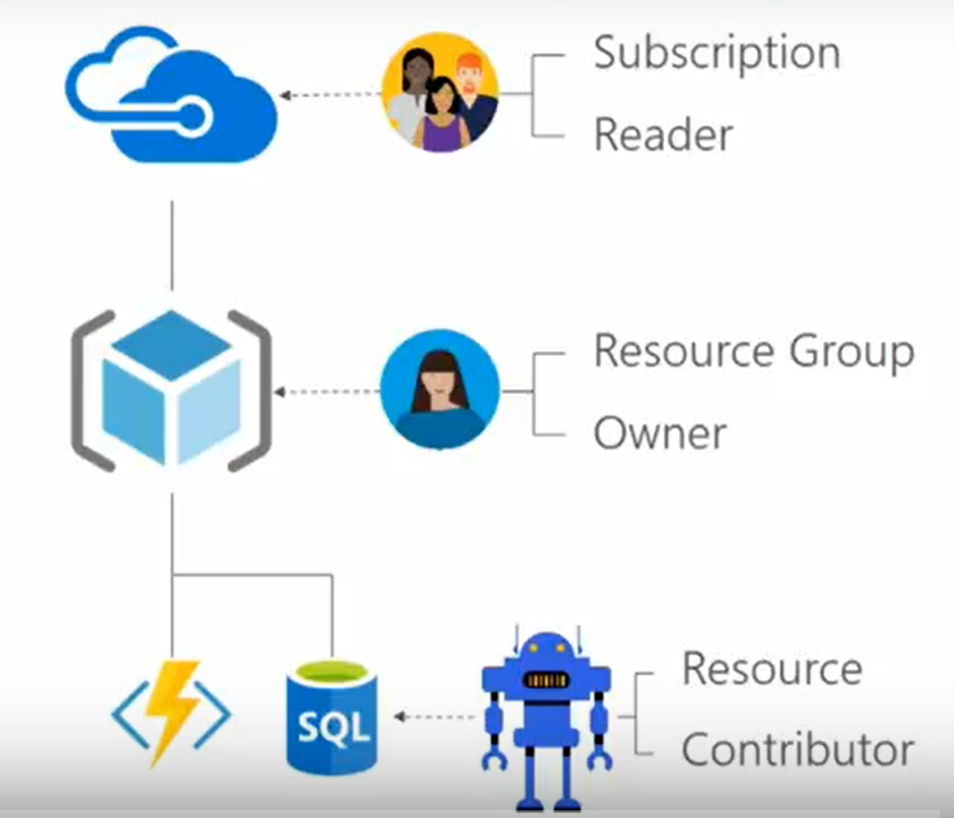 Subscription
Reader
Resource Group
Owner
SQL
Resource
Contributor